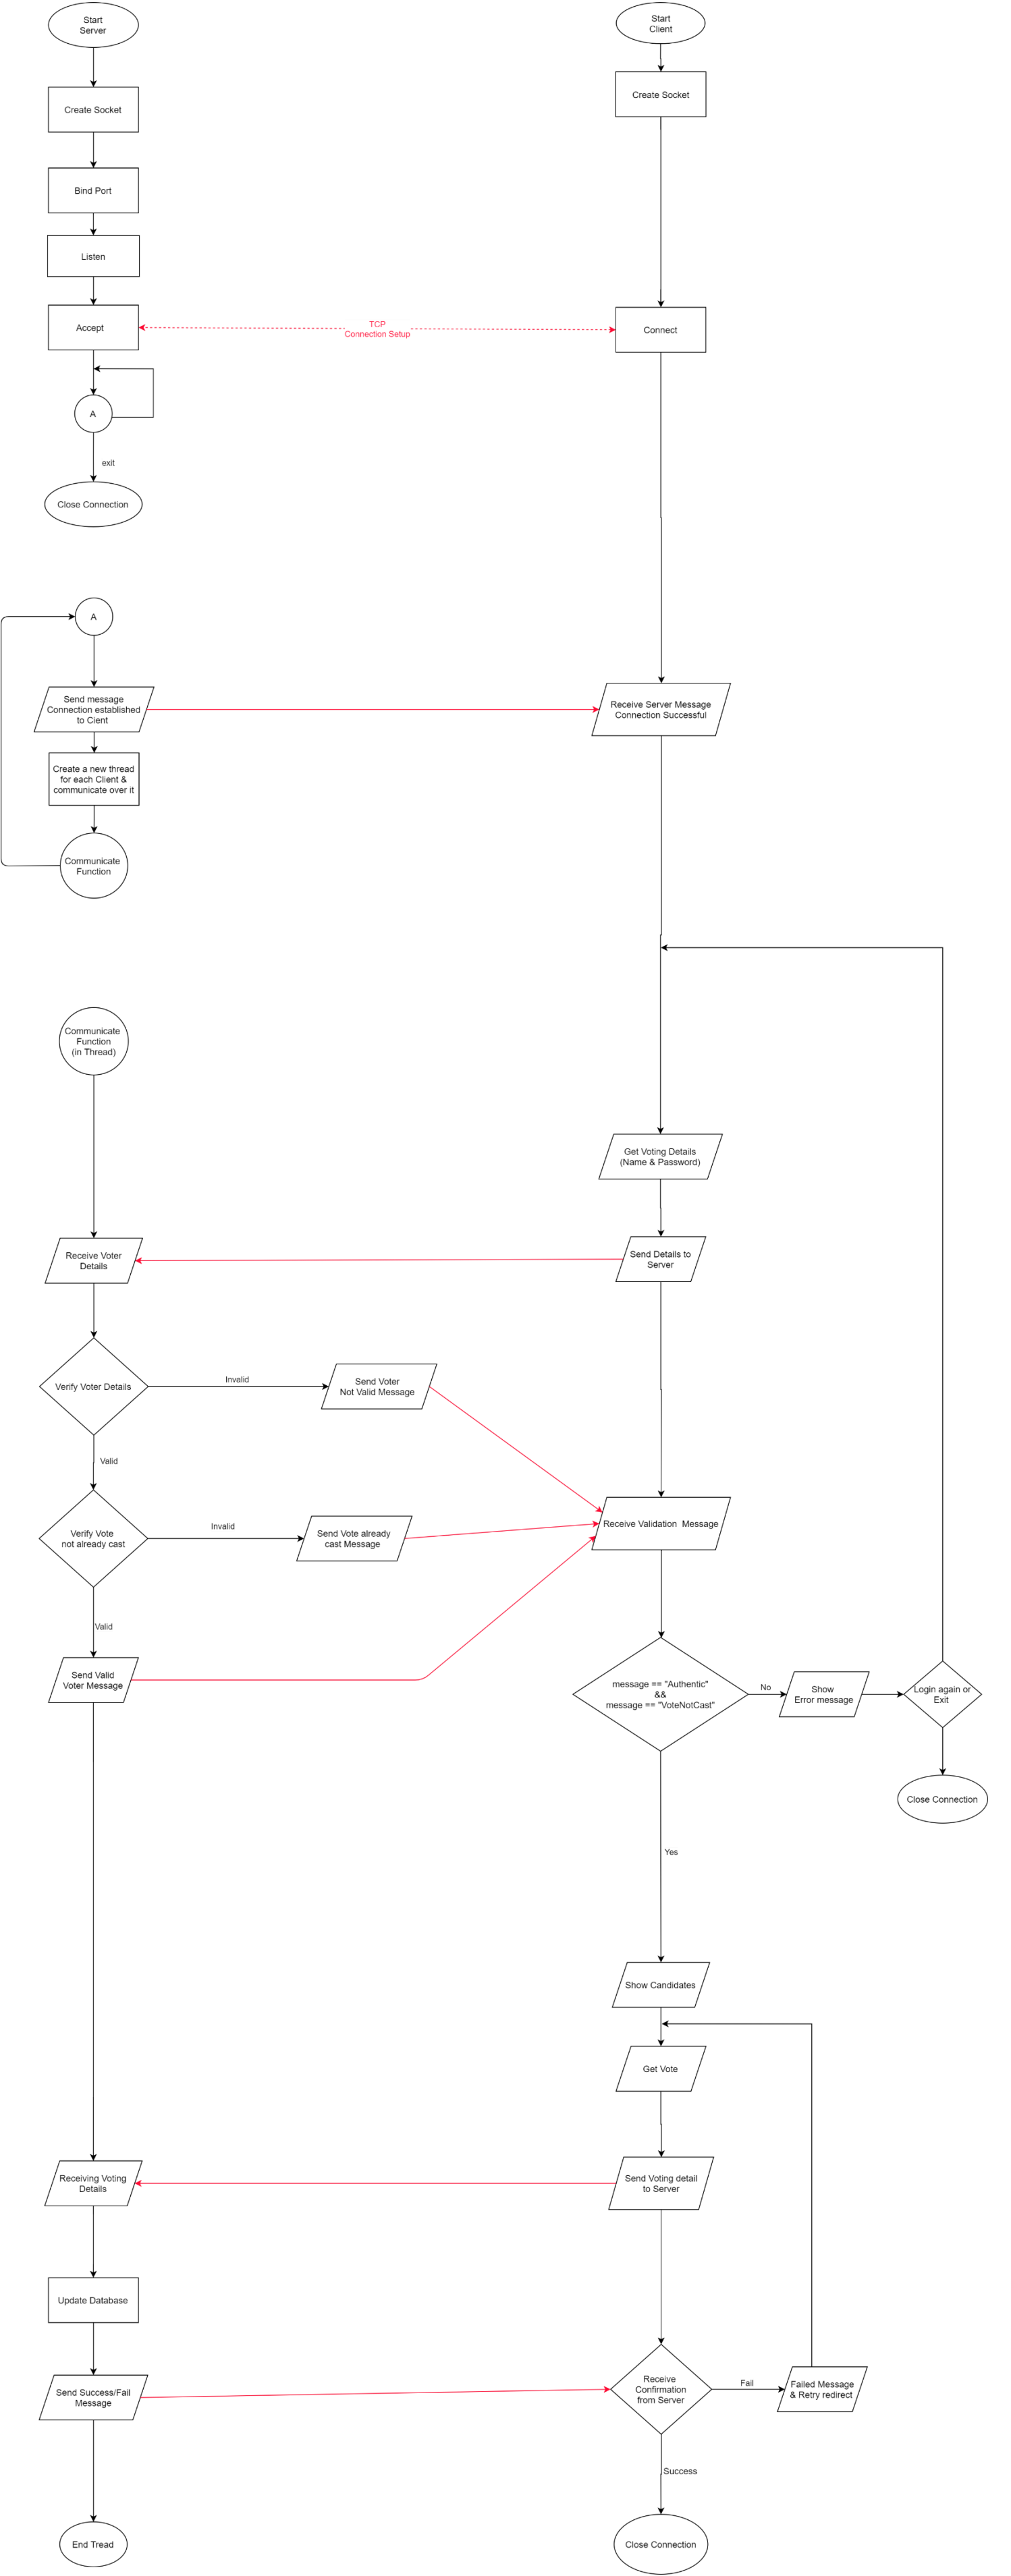 Start
Server
Start
Client
Create Socket
Create Socket
Bind Port
Listen
Accept
TCP
Connection Setup
Connect
A
exit
Close Connection
A
Send message
Connection established
to Cient
Receive Server Message
Connection Successful
Create a new thread
for each Client &
communicate over it
Communicate
Function
Communicate
Function
(in Thread)
Get Voting Details
(Name & Password)
Receive Voter
Details
Send Details to
Server
Verify Voter Details
Invalid
Send Voter
Not Valid Message
Valid
Verify Vote
not already cast
Invalid
Send Vote already
cast Message
Receive Validation Message
Valid
Send Valid
Voter Message
message == "Authentic"
&&
message == "VoteNotCast"
No
Show
Error message
Login again or
Exit
Close Connection
Yes
Show Candidates
Get Vote
Receiving Voting
Details
Send Voting detail
to Server
Update Database
Send Success/Fail
Message
Receive
Confirmation
from Server
Fail
Failed Message
& Retry redirect
Success
End Tread
Close Connection